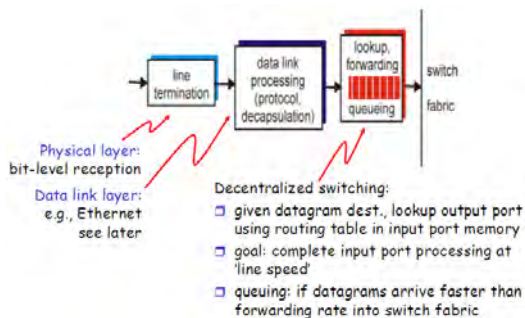 line
termination
data link
processing
(protocol,
decapsulation)
lookup,
forwarding
queueing
switch
fabric
Physical layer:
bit-level reception
Data link layer:
e.g., Ethernet
see later
Decentralized switching:
given datagram dest., lookup output port
using routing table in input port memory
goal: complete input port processing at
'line speed'
queuing: if datagrams arrive faster than
forwarding rate into switch fabric